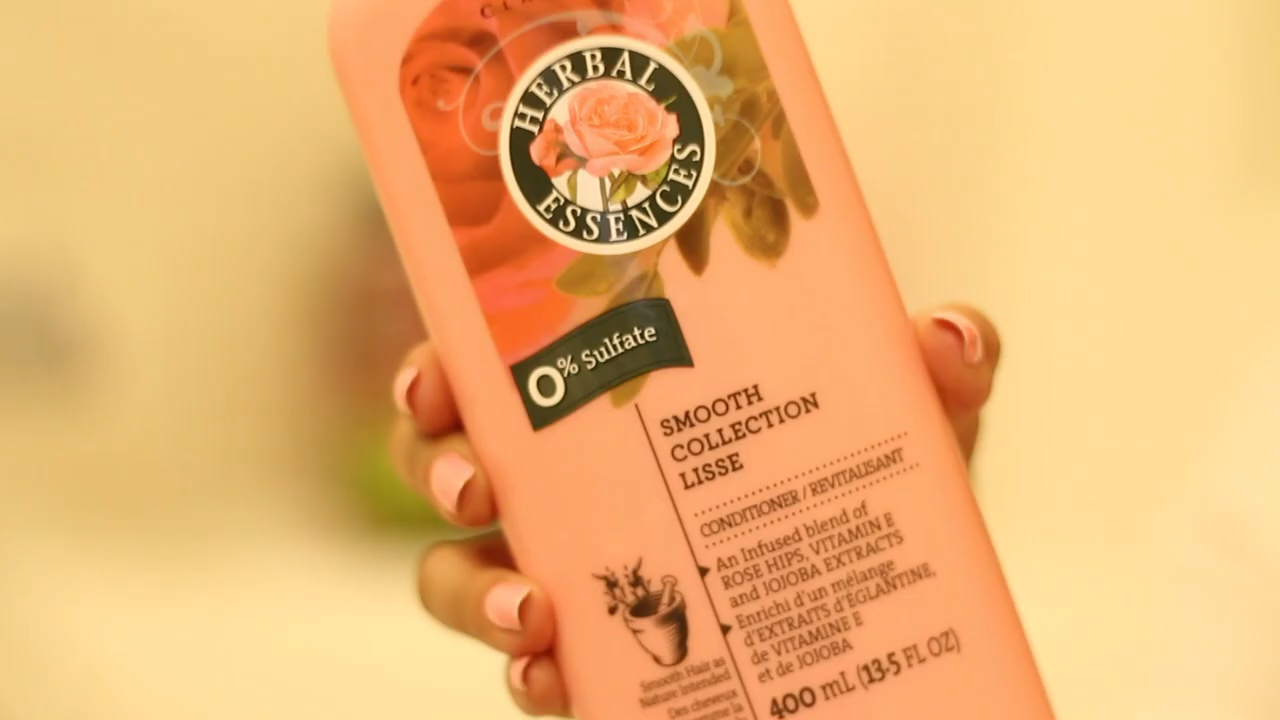 HERBAL
ESSENCES
0% Sulfate
SMOOTH
COLLECTION
LISSE
CONDITIONER / REVITALISANT
An Infused blend of
ROSE HIPS, VITAMIN E
and JOJOBA EXTRACTS
Enrichi d'un mélange
d'EXTRAITS d'ÉGLANTINE,
de VITAMINE E
et de JOJOBA
400 mL (13.5 FL OZ)
Smooth Hair as
Nature Intended
Des cheveux